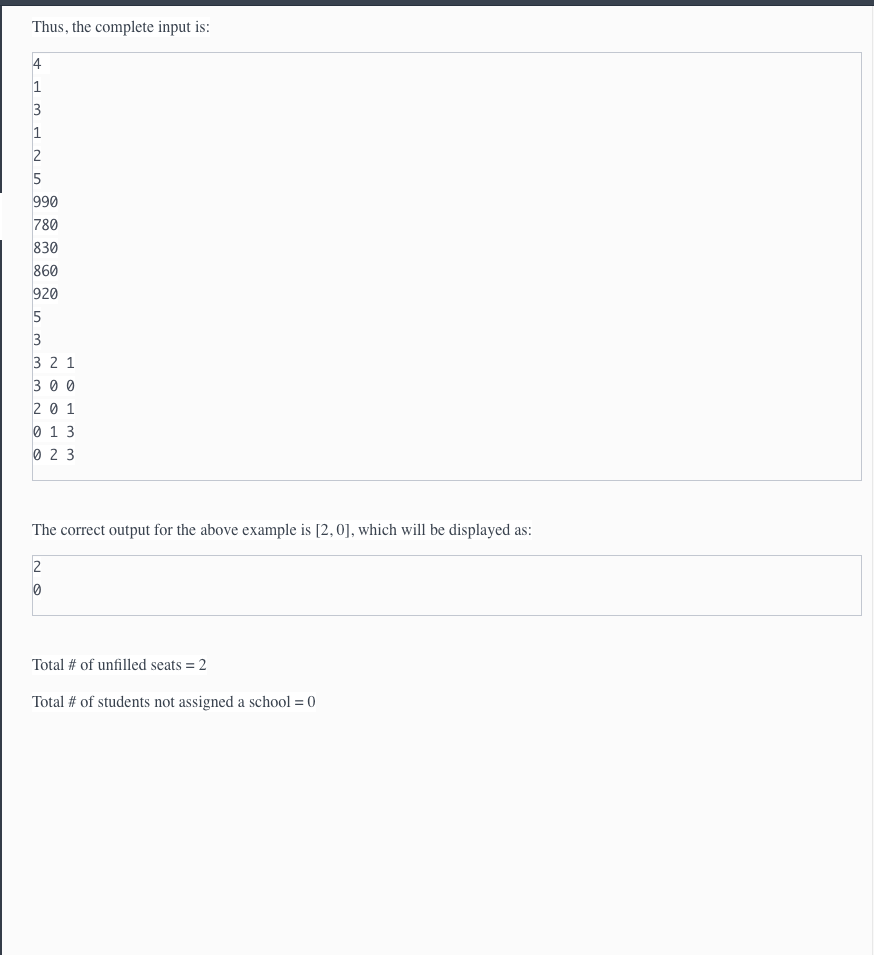 Thus, the complete input is:
4
1
3
1
2
5
990
780
830
860
920
5
3
3 2 1
3 0 0
2 0 1
0 1 3
0 2 3
The correct output for the above example is [2, 0], which will be displayed as:
2
0
Total # of unfilled seats = 2
Total # of students not assigned a school = 0